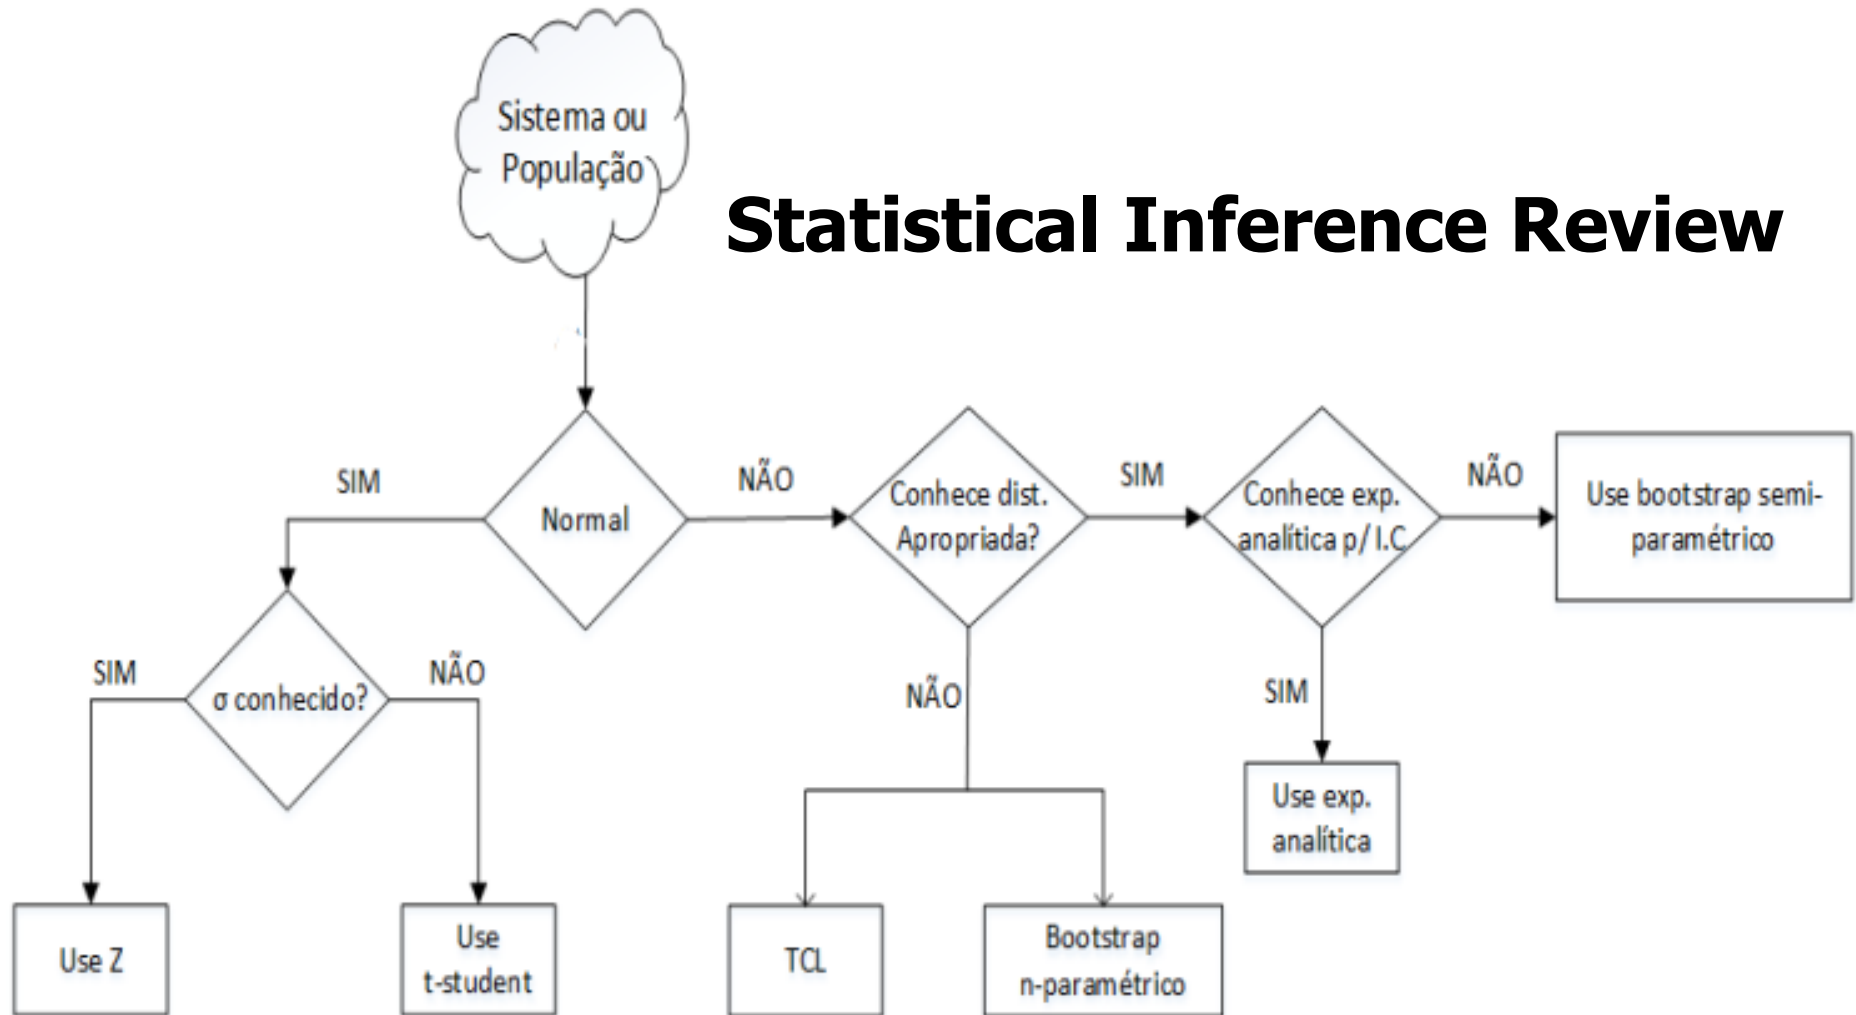 Sistema ou
População
Statistical Inference Review
SIM
NÃO
Normal
Conhece dist.
Apropriada?
SIM
Conhece exp.
analítica p/ I.C
NÃO
Use bootstrap semi-
paramétrico
SIM
σ conhecido?
NÃO
NÃO
SIM
Use exp.
analítica
Use Z
Use
t-student
TCL
Bootstrap
n-paramétrico